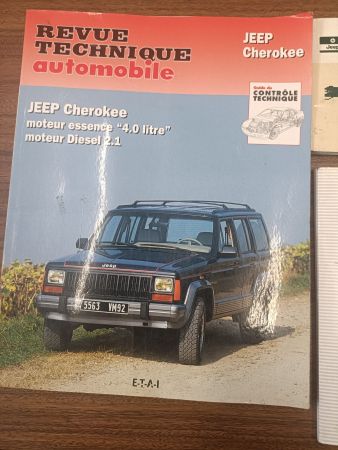 REVUE
TECHNIQUE
automobile
JEEP
Cherokee
Guide du
CONTRÔLE
TECHNIQUE
JEEP Cherokee
moteur essence "4.0 litre"
moteur Diesel 2.1
Jeep
5563 VM92
E·T·A·I